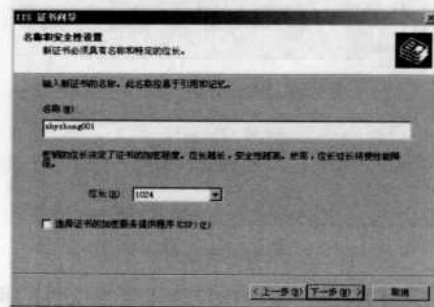 IIS 证书向导
名称和安全性设置
新证书必须具有名称和特定的位长。
输入新证书的名称。此名称应易于引用和记忆。
名称(M):
zhyzhong001
密钥的位长决定了证书的加密程度。位长越长，安全性越高。然而，位长过长将使性能降低。
位长(H):
1024
选择证书的加密服务提供程序(CSP)(P)
<上一步(B)
下一步(N)>
取消